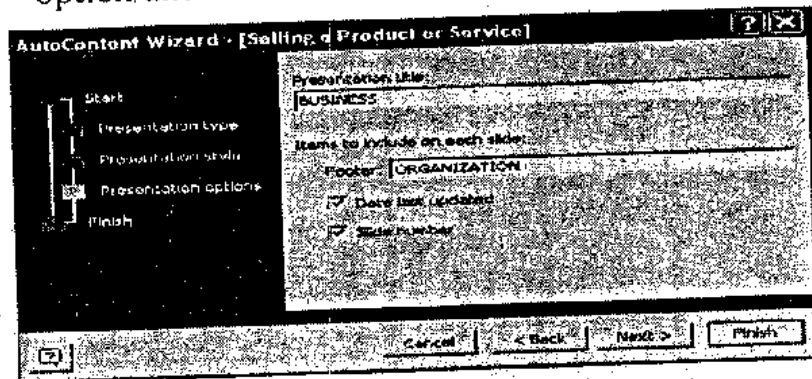 AutoContent Wizard - [Selling a Product or Service]
Start
Presentation type
Presentation style
Presentation options
Finish
Presentation title:
BUSINESS
Items to include on each slide:
Footer: ORGANIZATION
Date last updated
Slide number
Cancel
< Back
Next >
Finish